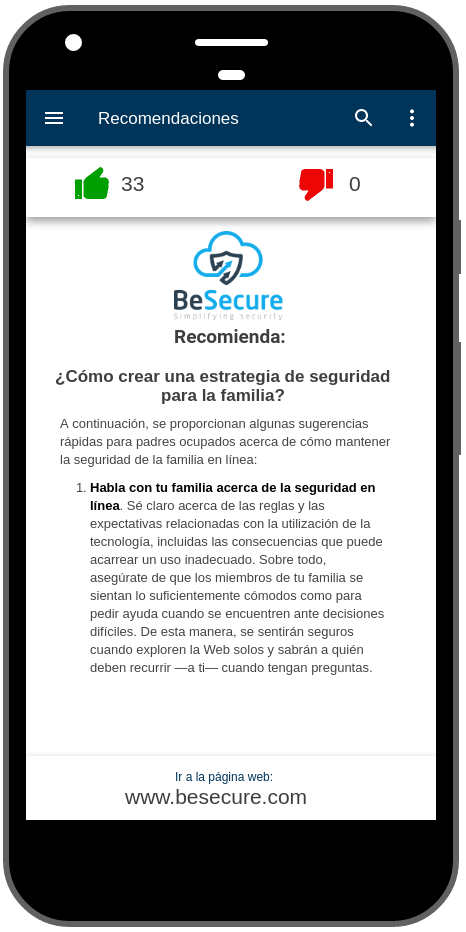 Recomendaciones
33
0
BeSecure
Simplifying security
Recomienda:
¿Cómo crear una estrategia de seguridad
para la familia?
A continuación, se proporcionan algunas sugerencias
rápidas para padres ocupados acerca de cómo mantener
la seguridad de la familia en línea:
1. Habla con tu familia acerca de la seguridad en
línea. Sé claro acerca de las reglas y las
expectativas relacionadas con la utilización de la
tecnología, incluidas las consecuencias que puede
acarrear un uso inadecuado. Sobre todo,
asegúrate de que los miembros de tu familia se
sientan lo suficientemente cómodos como para
pedir ayuda cuando se encuentren ante decisiones
difíciles. De esta manera, se sentirán seguros
cuando exploren la Web solos y sabrán a quién
deben recurrir —a ti— cuando tengan preguntas.
Ir a la página web:
www.besecure.com